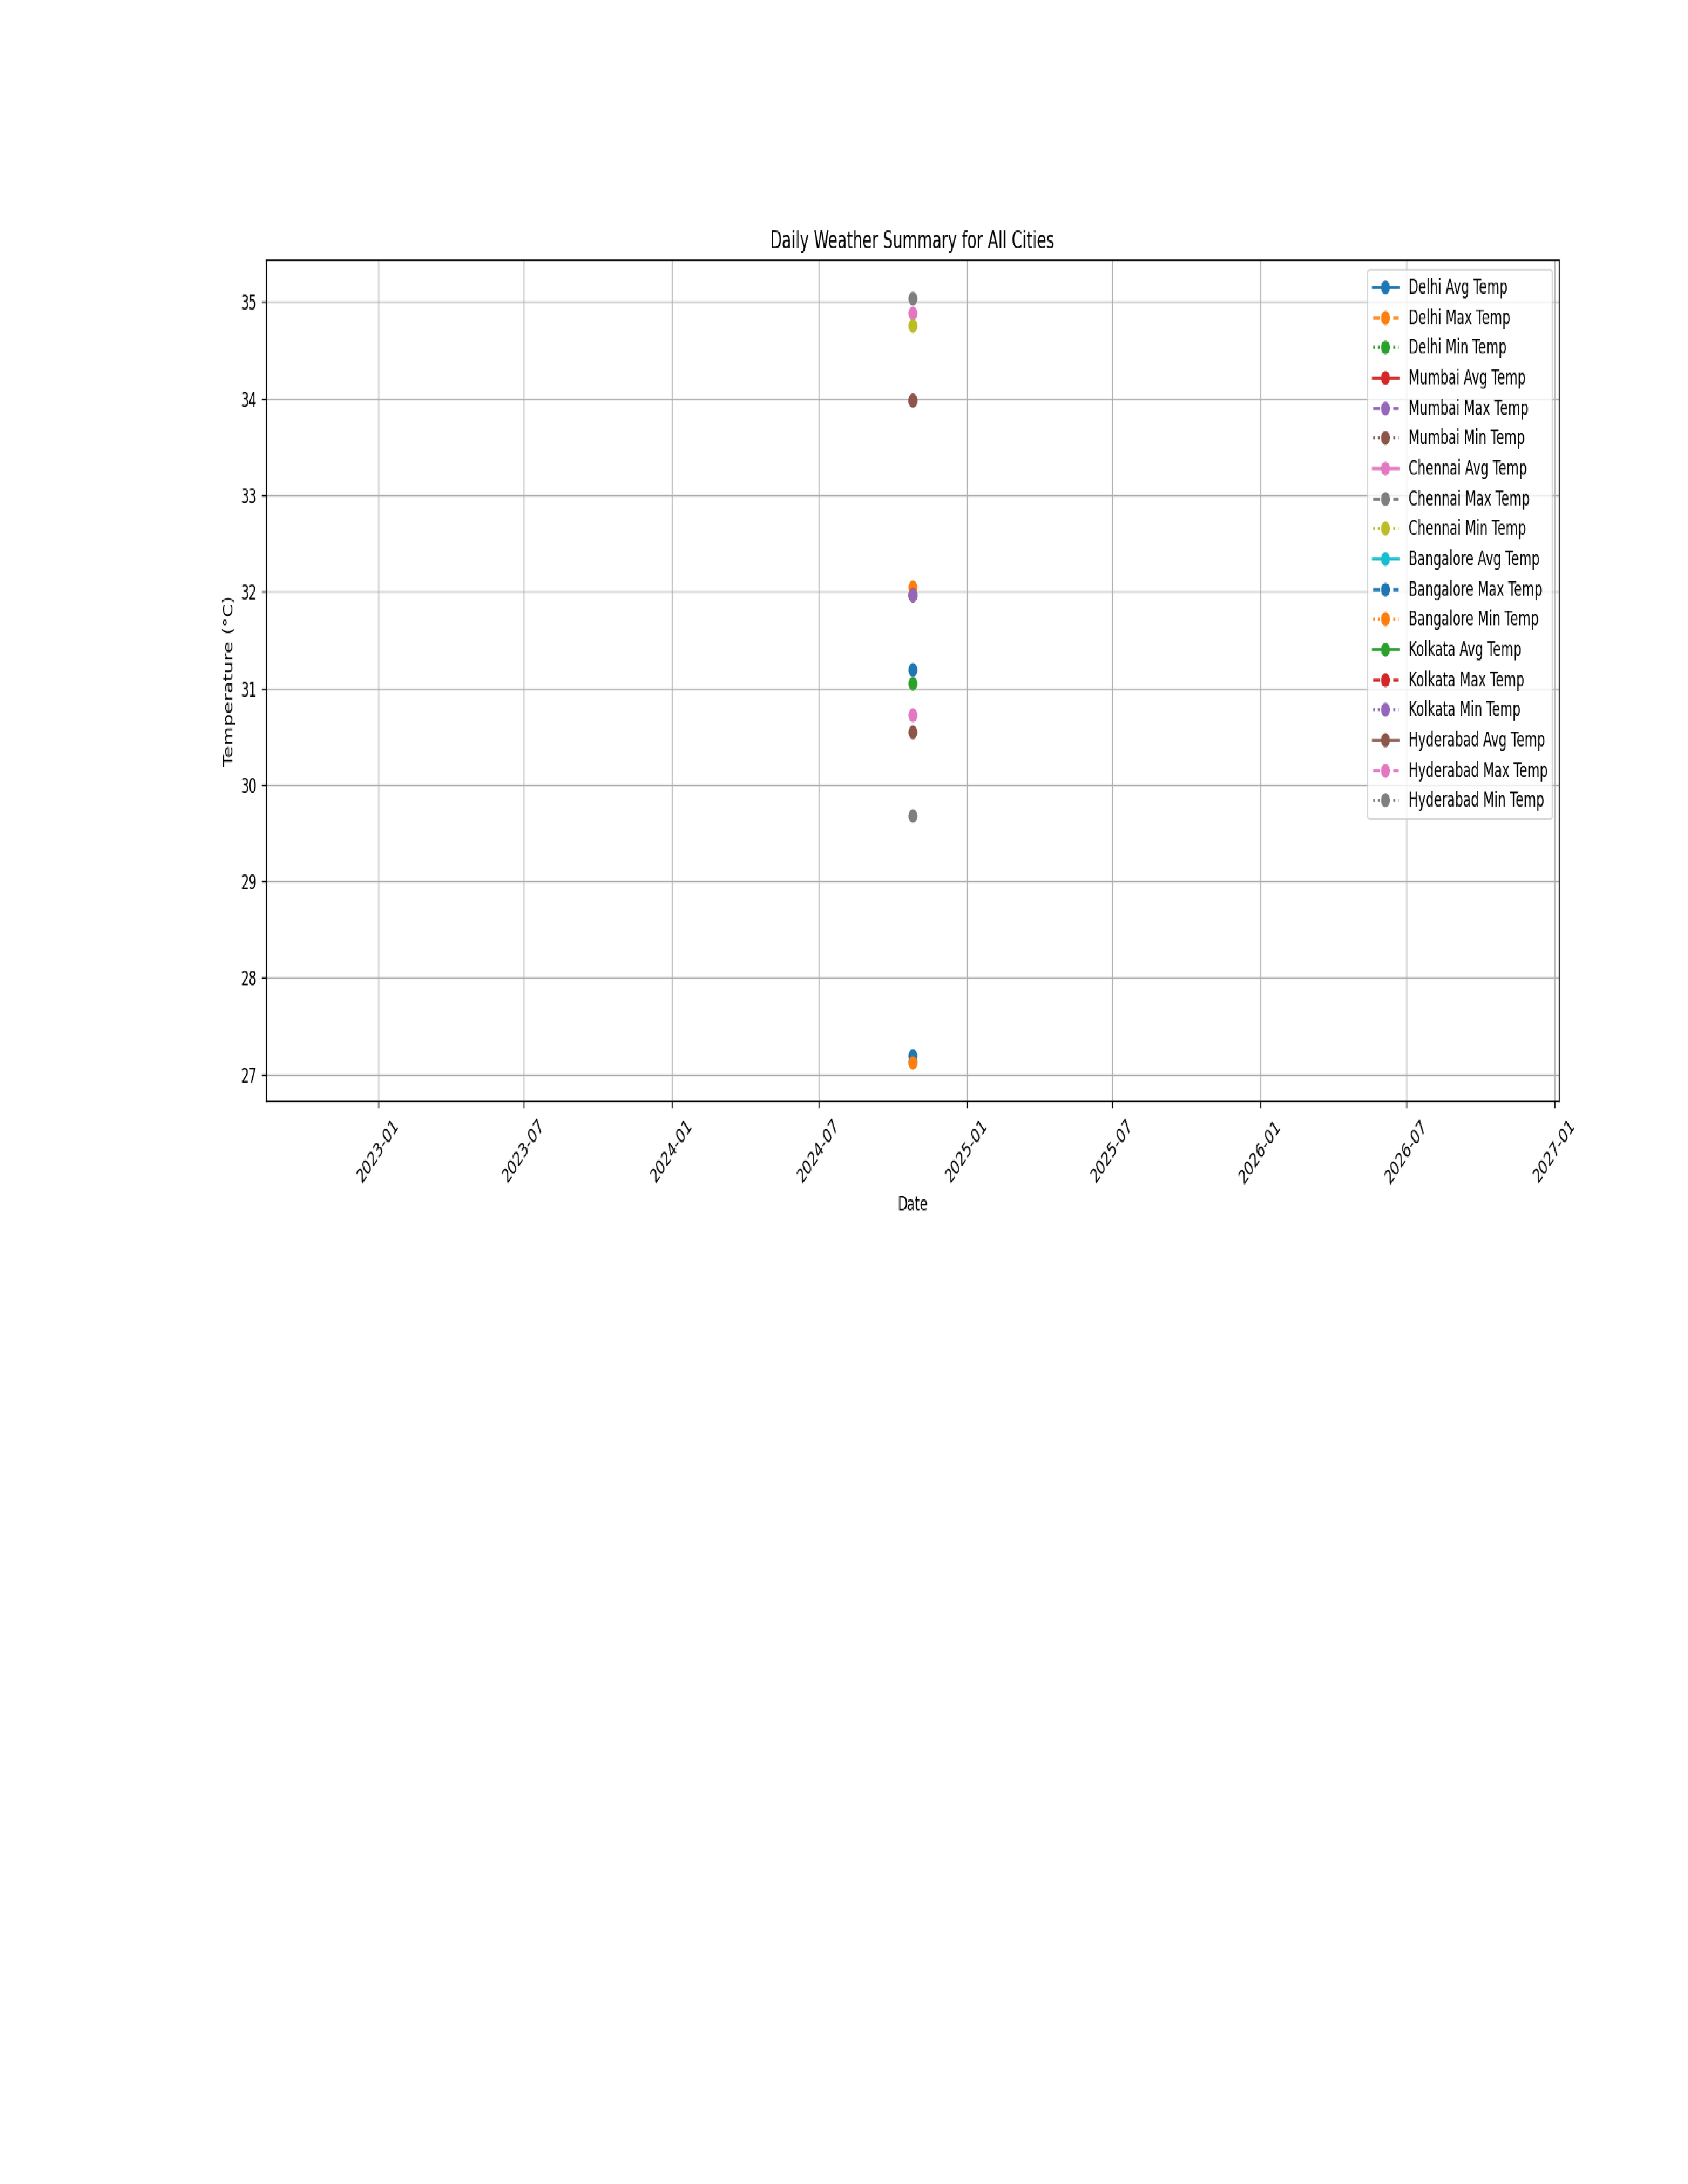 Daily Weather Summary for All Cities
35
34
33
32
31
30
29
28
27
Temperature (°C)
Delhi Avg Temp
Delhi Max Temp
Delhi Min Temp
Mumbai Avg Temp
Mumbai Max Temp
Mumbai Min Temp
Chennai Avg Temp
Chennai Max Temp
Chennai Min Temp
Bangalore Avg Temp
Bangalore Max Temp
Bangalore Min Temp
Kolkata Avg Temp
Kolkata Max Temp
Kolkata Min Temp
Hyderabad Avg Temp
Hyderabad Max Temp
Hyderabad Min Temp
2023-01
2023-07
2024-01
2024-07
2025-01
2025-07
2026-01
2026-07
2027-01
Date